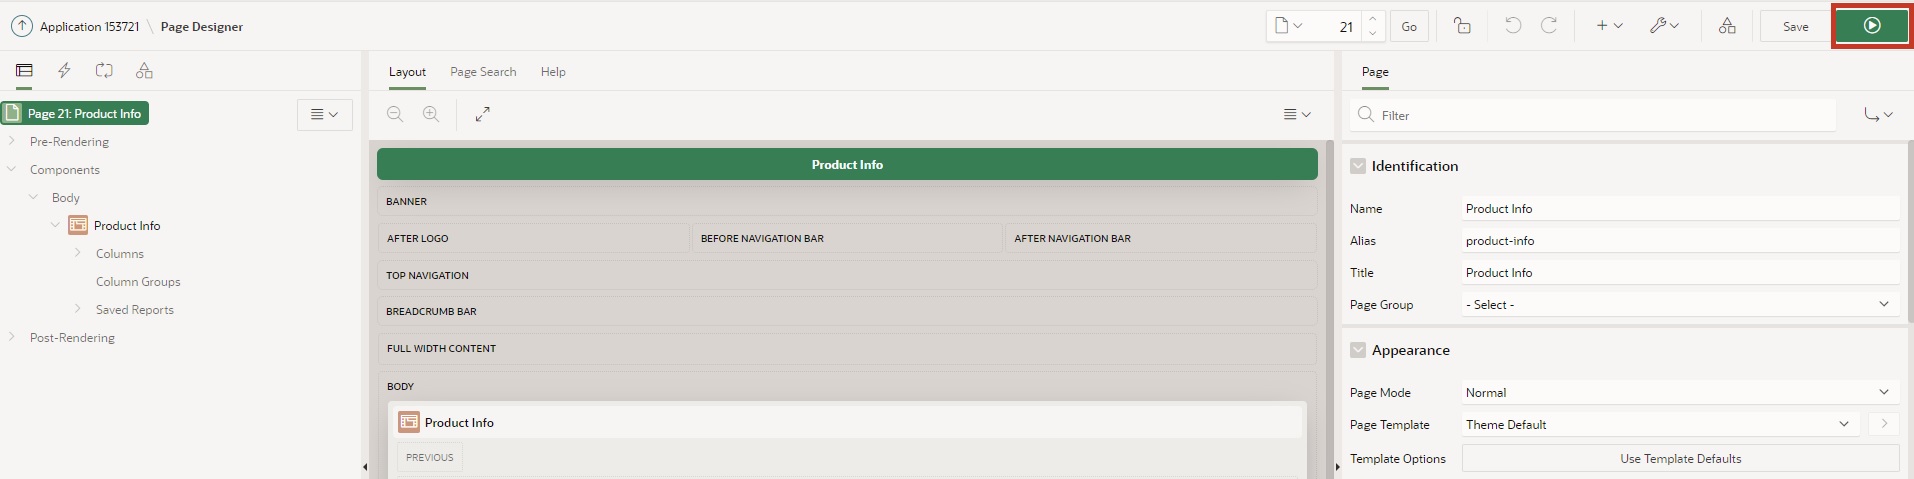 Application 153721 \ Page Designer
21
Go
Save
Layout
Page Search
Help
Page
Page 21: Product Info
Pre-Rendering
Components
Body
Product Info
Columns
Column Groups
Saved Reports
Post-Rendering
Product Info
BANNER
AFTER LOGO
BEFORE NAVIGATION BAR
AFTER NAVIGATION BAR
TOP NAVIGATION
BREADCRUMB BAR
FULL WIDTH CONTENT
BODY
Product Info
PREVIOUS
Filter
Identification
Name Product Info
Alias product-info
Title Product Info
Page Group - Select -
Appearance
Page Mode Normal
Page Template Theme Default
Template Options Use Template Defaults